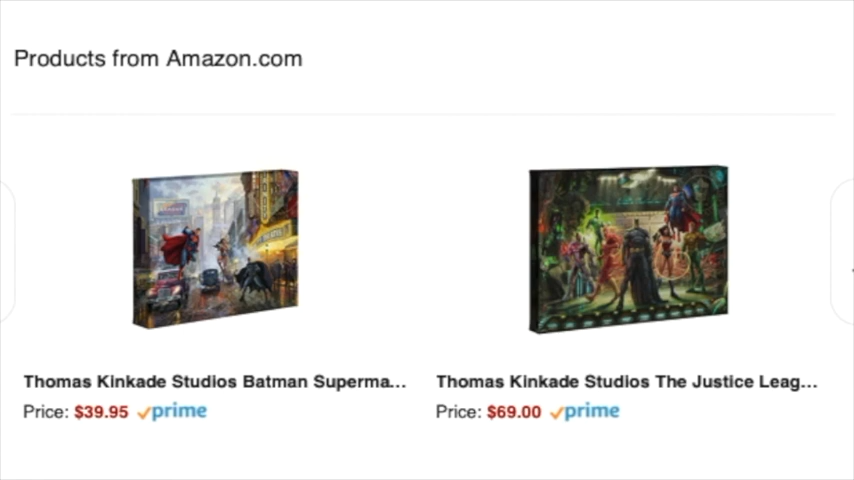 Products from Amazon.com
Thomas Kinkade Studios Batman Superma...
Price: $39.95 prime
Thomas Kinkade Studios The Justice Leag...
Price: $69.00 prime